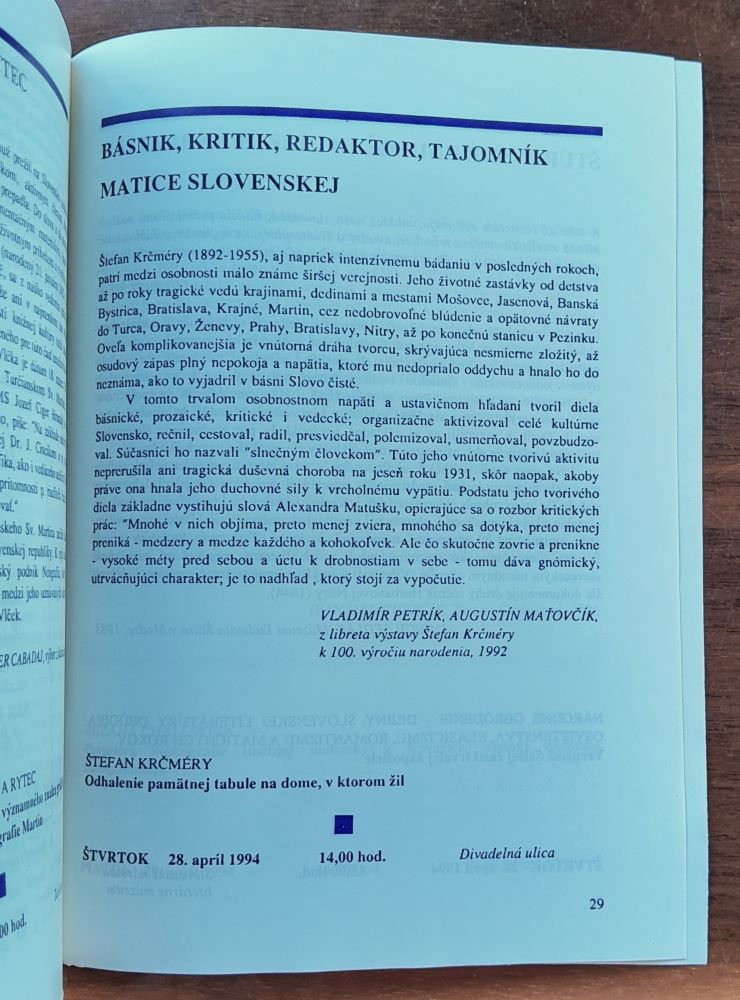 TEC
BÁSNIK, KRITIK, REDAKTOR, TAJOMNÍK
MATICE SLOVENSKEJ
Štefan Krčméry (1892-1955), aj napriek intenzívnemu bádaniu v posledných rokoch,
patrí medzi osobnosti málo známe širšej verejnosti. Jeho životné zastávky od detstva
až po roky tragické vedú krajinami, dedinami a mestami Mošovce, Jasenová, Banská
Bystrica, Bratislava, Krajné, Martin, cez nedobrovoľné blúdenie a opätovné návraty
do Turca, Oravy, Ženevy, Prahy, Bratislavy, Nitry, až po konečnú stanicu v Pezinku.
Oveľa komplikovanejšia je vnútorná dráha tvorcu, skrývajúca nesmierne zložitý, až
osudový zápas plný nepokoja a napätia, ktoré mu nedoprialo oddychu a hnalo ho do
neznáma, ako to vyjadril v básni Slovo čisté.
V tomto trvalom osobnostnom napätí a ustavičnom hľadaní tvoril diela
básnické, prozaické, kritické i vedecké; organizačne aktivizoval celé kultúrne
Slovensko, rečnil, cestoval, radil, presviedčal, polemizoval, usmerňoval, povzbudzo-
val. Súčasníci ho nazvali "slnečným človekom". Túto jeho vnútorne tvorivú aktivitu
neprerušila ani tragická duševná choroba na jeseň roku 1931, skôr naopak, akoby
práve ona hnala jeho duchovné sily k vrcholnému vypätiu. Podstatu jeho tvorivého
diela základne vystihujú slová Alexandra Matušku, opierajúce sa o rozbor kritických
prác: "Mnohé v nich objíma, preto menej zviera, mnohého sa dotýka, preto menej
preniká - medzery a medze každého a kohokoľvek. Ale čo skutočne zovrie a prenikne
- vysoké méty pred sebou a úctu k drobnostiam v sebe - tomu dáva gnómický,
utrvácňujúci charakter; je to nadhľad , ktorý stojí za vypočutie.
VLADIMÍR PETRÍK, AUGUSTÍN MAŤOVČÍK,
z libreta výstavy Štefan Krčméry
k 100. výročiu narodenia, 1992
ŠTEFAN KRČMÉRY
Odhalenie pamätnej tabule na dome, v ktorom žil
ŠTVRTOK 28. apríl 1994 14,00 hod. Divadelná ulica
29